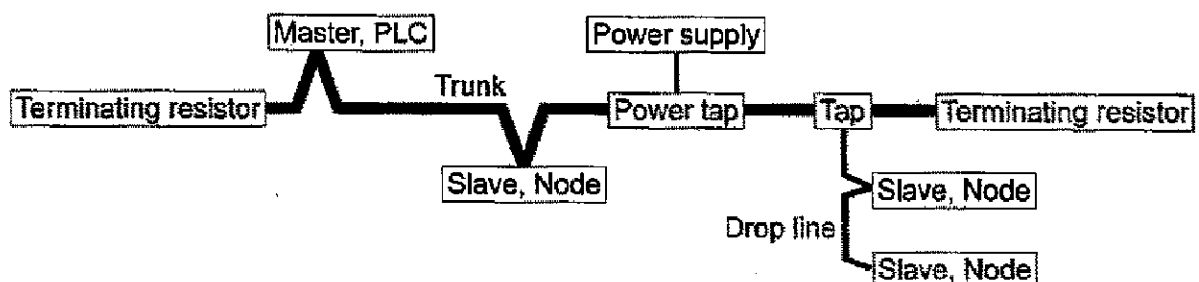 Master, PLC
Power supply
Trunk
Terminating resistor
Power tap
Tap
Terminating resistor
Slave, Node
Slave, Node
Drop line
Slave, Node